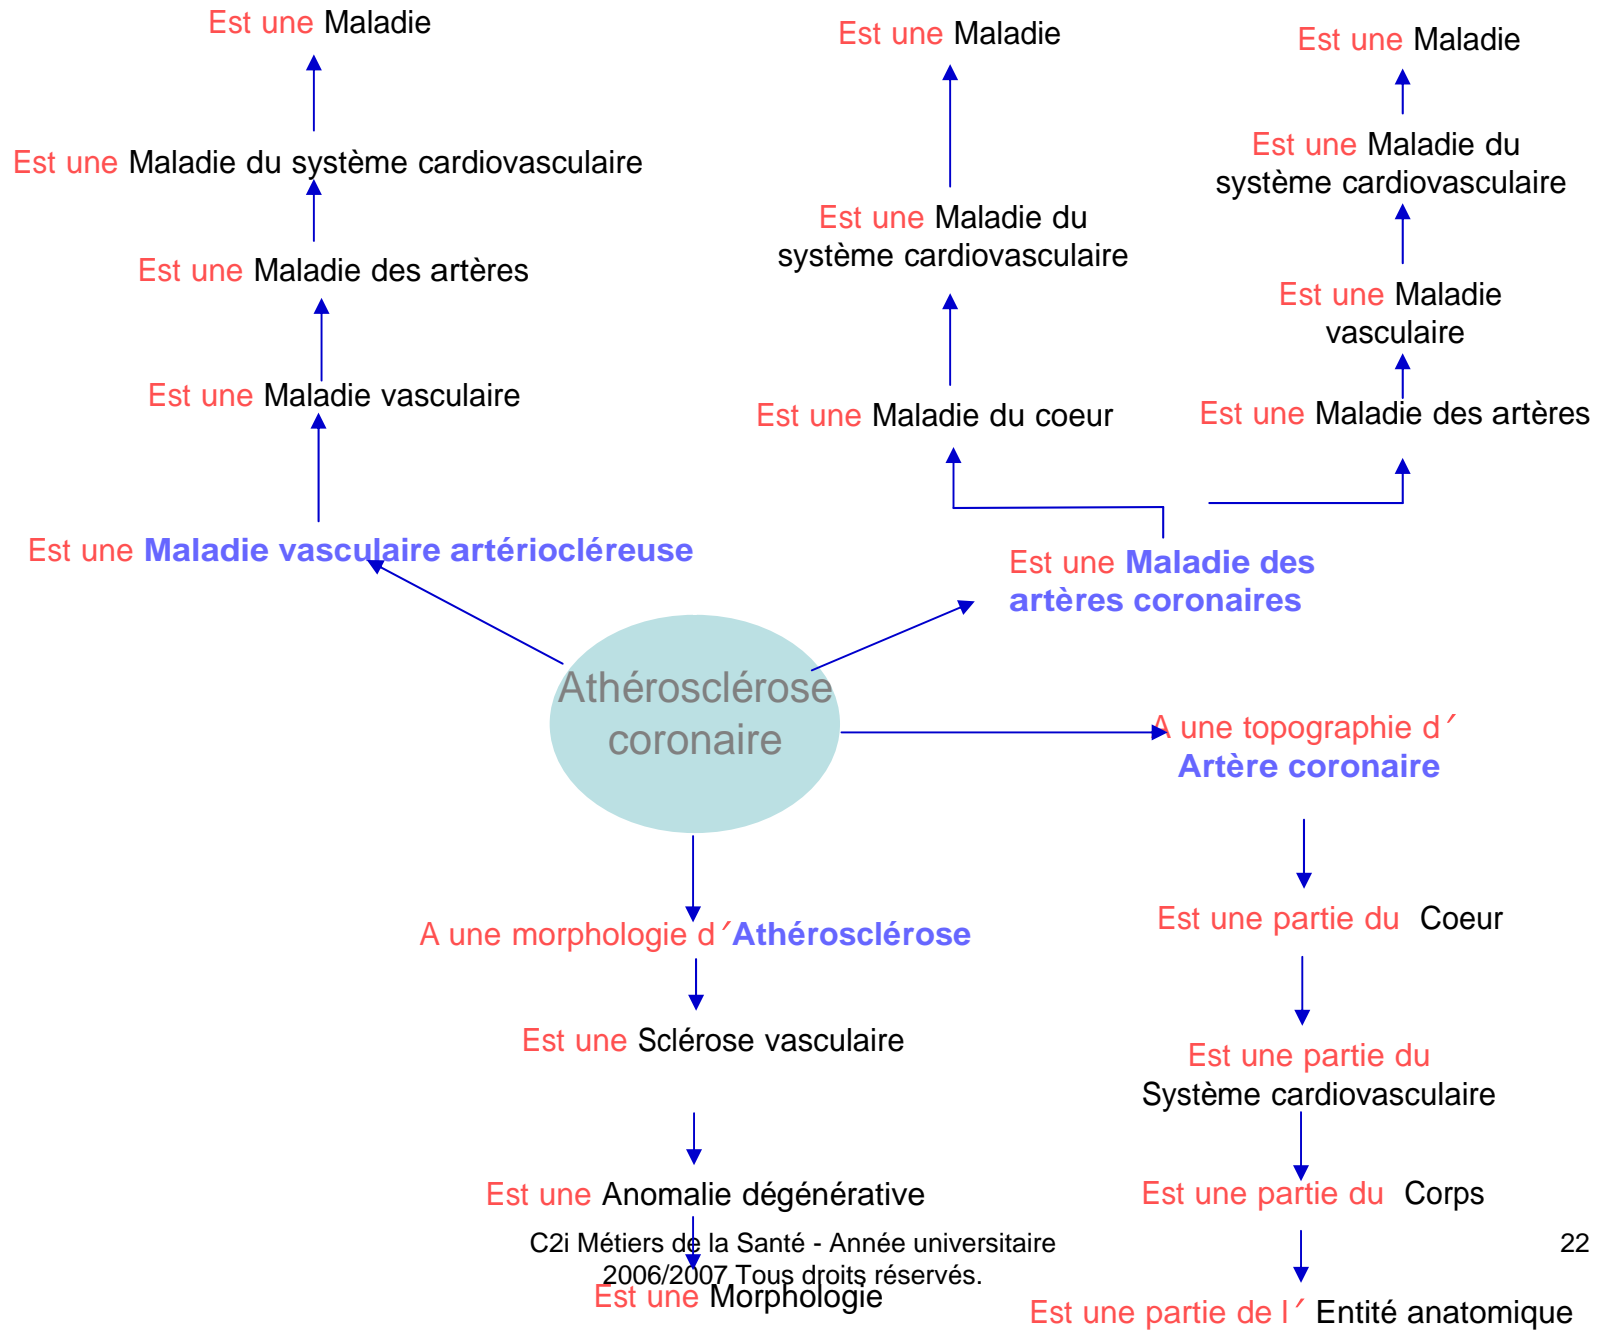 Est une Maladie
Est une Maladie
Est une Maladie
Est une Maladie du système cardiovasculaire
Est une Maladie du
système cardiovasculaire
Est une Maladie du
système cardiovasculaire
Est une Maladie des artères
Est une Maladie
vasculaire
Est une Maladie vasculaire
Est une Maladie du coeur
Est une Maladie des artères
Est une Maladie vasculaire artériocléreuse
Est une Maladie des
artères coronaires
Athérosclérose
coronaire
A une topographie d′
Artère coronaire
A une morphologie d′Athérosclérose
Est une partie du Coeur
Est une Sclérose vasculaire
Est une partie du
Système cardiovasculaire
Est une Anomalie dégénérative
Est une partie du Corps
C2i Métiers de la Santé - Année universitaire
2006/2007 Tous droits réservés.
22
Est une Morphologie
Est une partie de l′ Entité anatomique